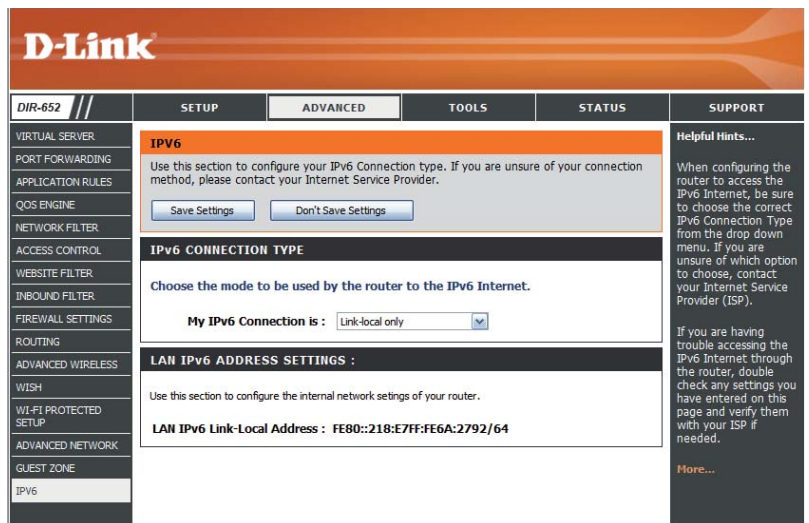 D-Link
DIR-652
SETUP
ADVANCED
TOOLS
STATUS
SUPPORT
VIRTUAL SERVER
PORT FORWARDING
APPLICATION RULES
QOS ENGINE
NETWORK FILTER
ACCESS CONTROL
WEBSITE FILTER
INBOUND FILTER
FIREWALL SETTINGS
ROUTING
ADVANCED WIRELESS
WISH
WI-FI PROTECTED
SETUP
ADVANCED NETWORK
GUEST ZONE
IPV6
IPV6
Use this section to configure your IPv6 Connection type. If you are unsure of your connection
method, please contact your Internet Service Provider.
Save Settings
Don't Save Settings
IPv6 CONNECTION TYPE
Choose the mode to be used by the router to the IPv6 Internet.
My IPv6 Connection is : Link-local only
LAN IPv6 ADDRESS SETTINGS :
Use this section to configure the internal network setings of your router.
LAN IPv6 Link-Local Address : FE80::218:E7FF:FE6A:2792/64
Helpful Hints...
When configuring the
router to access the
IPv6 Internet, be sure
to choose the correct
IPv6 Connection Type
from the drop down
menu. If you are
unsure of which option
to choose, contact
your Internet Service
Provider (ISP).
If you are having
trouble accessing the
IPv6 Internet through
the router, double
check any settings you
have entered on this
page and verify them
with your ISP if
needed.
More...